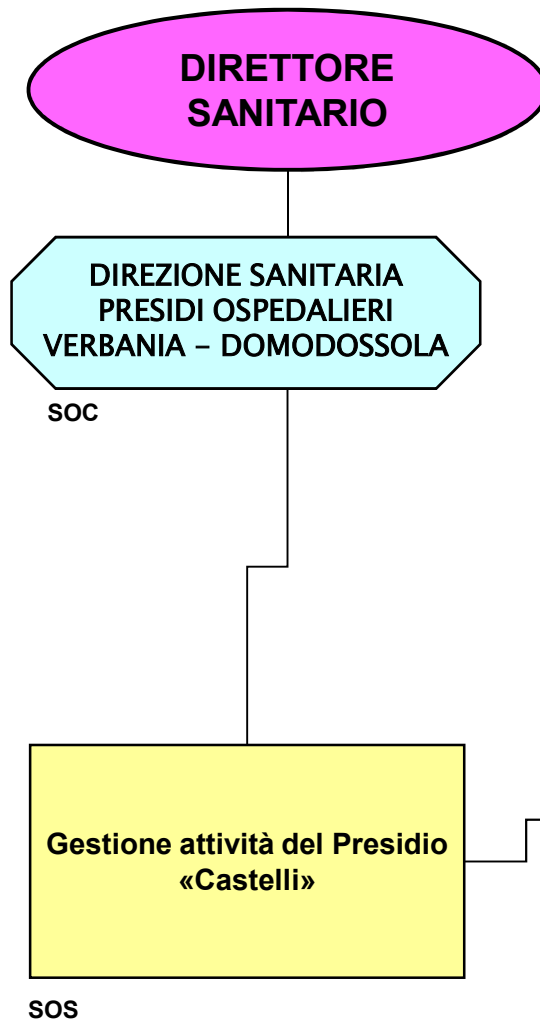 DIRETTORE
SANITARIO
DIREZIONE SANITARIA
PRESIDI OSPEDALIERI
VERBANIA – DOMODOSSOLA
SOC
Gestione attività del Presidio
«Castelli»
SOS